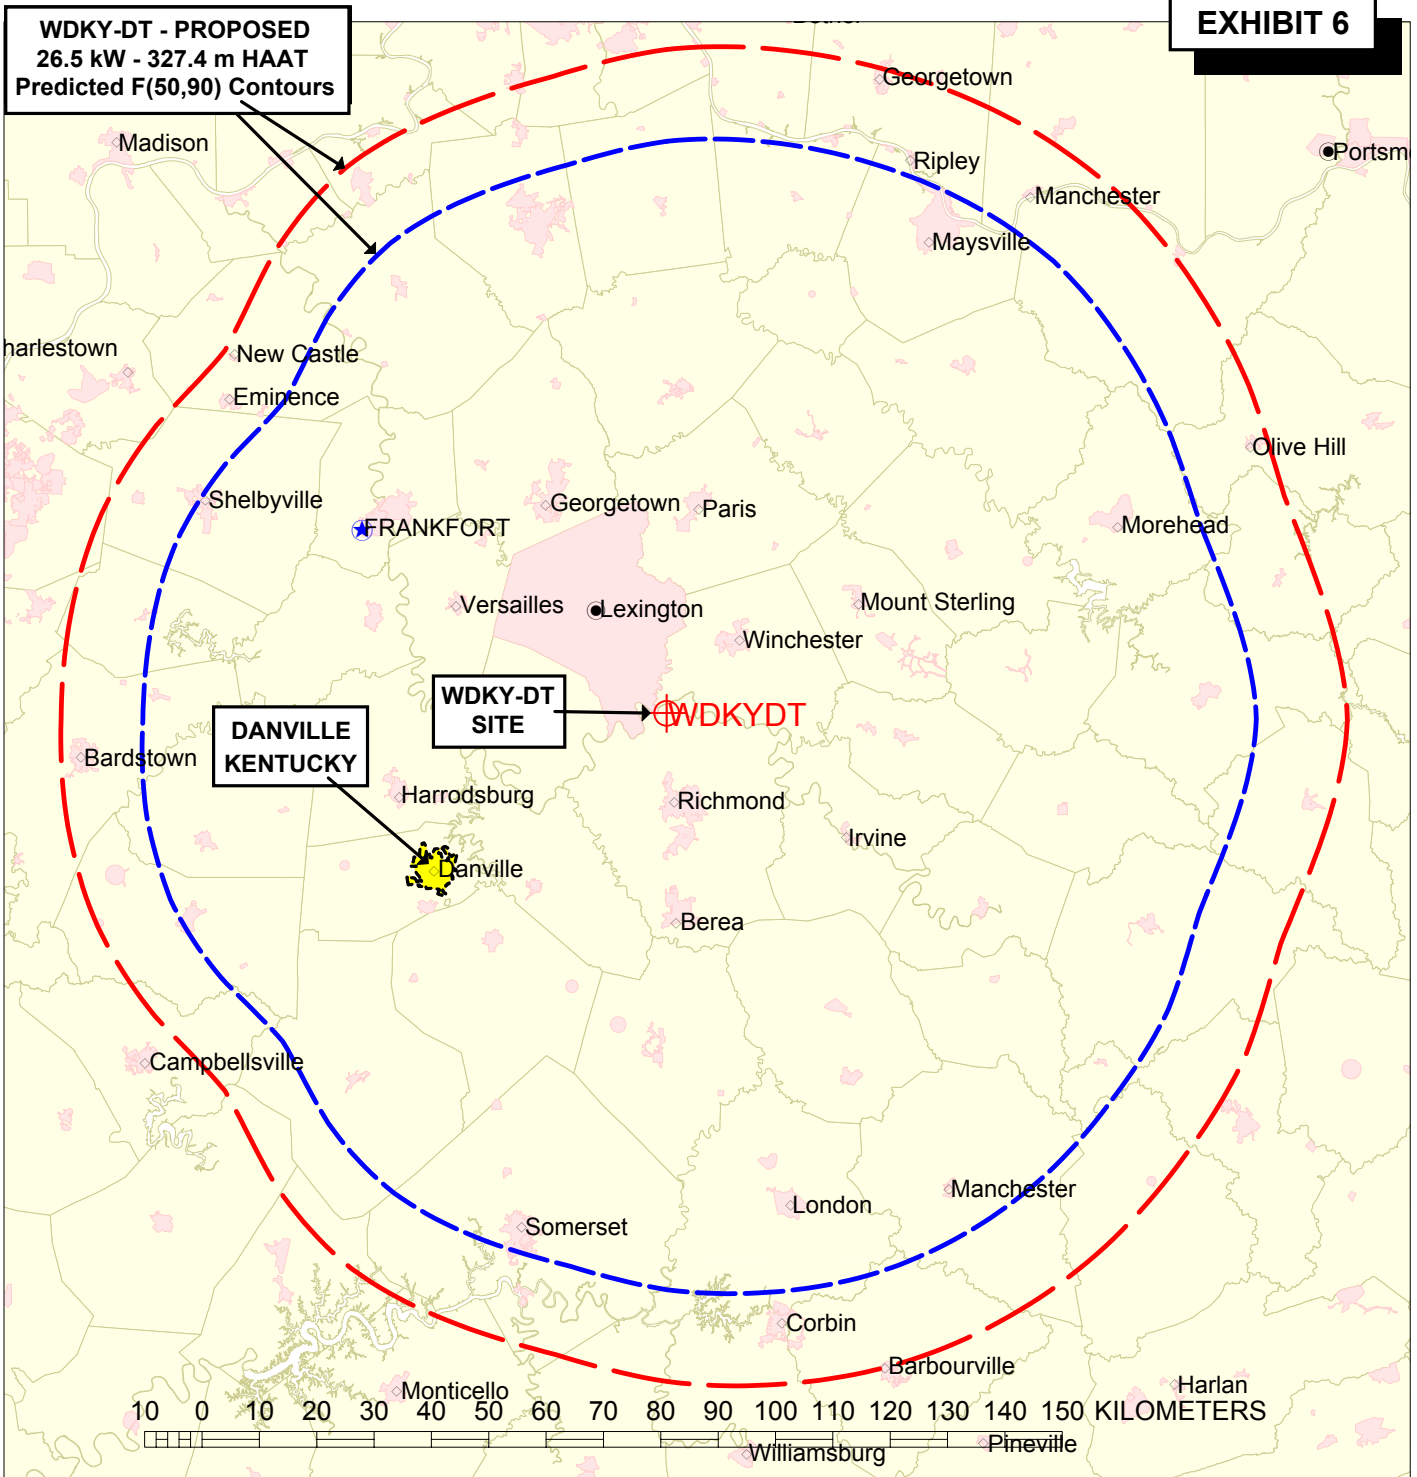 EXHIBIT 6
WDKY-DT - PROPOSED
26.5 kW - 327.4 m HAAT
Predicted F(50,90) Contours
Georgetown
Madison
Ripley
Portsm
Manchester
Maysville
harlestown
New Castle
Eminence
Olive Hill
Shelbyville
Georgetown
Paris
FRANKFORT
Morehead
Versailles
Lexington
Mount Sterling
Winchester
WDKY-DT
SITE
WDKYDT
DANVILLE
KENTUCKY
Bardstown
Harrodsburg
Richmond
Irvine
Danville
Berea
Campbellsville
Manchester
London
Somerset
Corbin
Barbourville
Monticello
Harlan
10 0 10 20 30 40 50 60 70 80 90 100 110 120 130 140 150 KILOMETERS
Williamsburg
Pineville